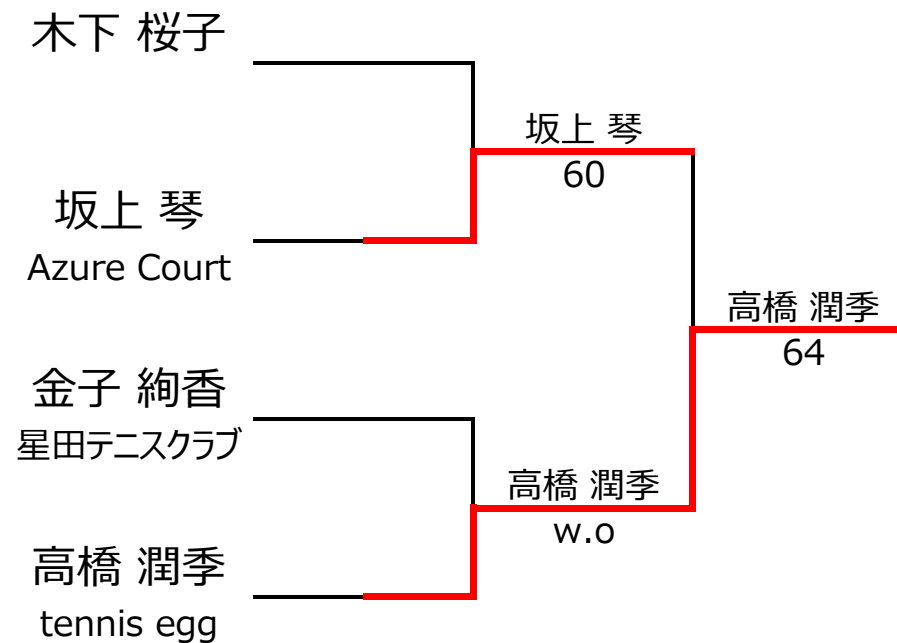 木下 桜子
坂上 琴
60
坂上 琴
Azure Court
高橋 潤季
64
金子 絢香
星田テニスクラブ
高橋 潤季
w.o
高橋 潤季
tennis egg